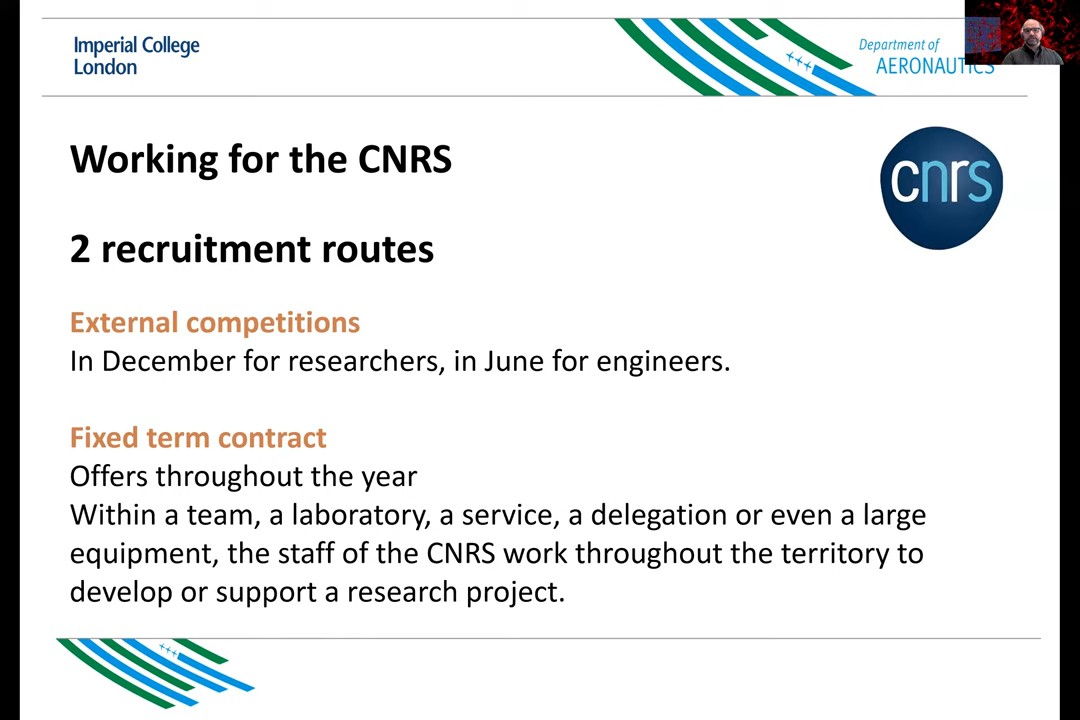 Imperial College
London
Department of
AERONAUTICS
Working for the CNRS
cnrs
2 recruitment routes
External competitions
In December for researchers, in June for engineers.
Fixed term contract
Offers throughout the year
Within a team, a laboratory, a service, a delegation or even a large
equipment, the staff of the CNRS work throughout the territory to
develop or support a research project.